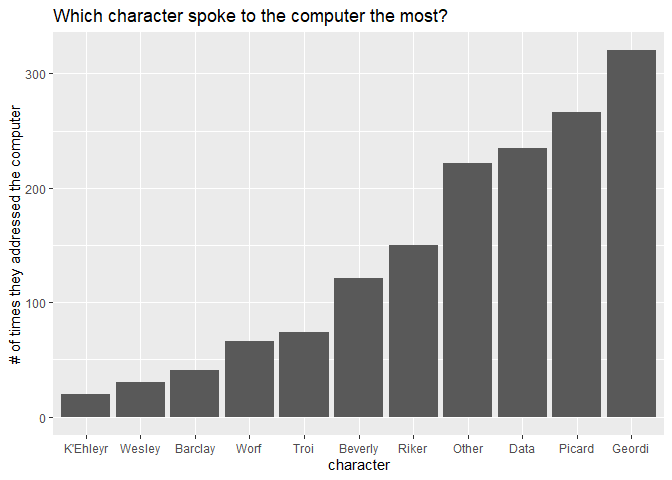 Which character spoke to the computer the most?
# of times they addressed the computer
300
200
100
0
K'Ehleyr Wesley Barclay Worf Troi Beverly Riker Other Data Picard Geordi
character